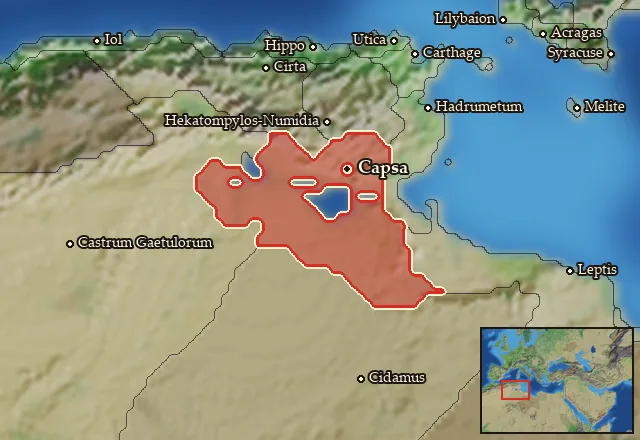 Lilybaion
Iol
Hippo
Utica
Acragas
Carthage
Syracuse
Cirta
Hadrumetum
Melite
Hekatompylos-Numidia
Capsa
Castrum Gaetulorum
Leptis
Cidamus